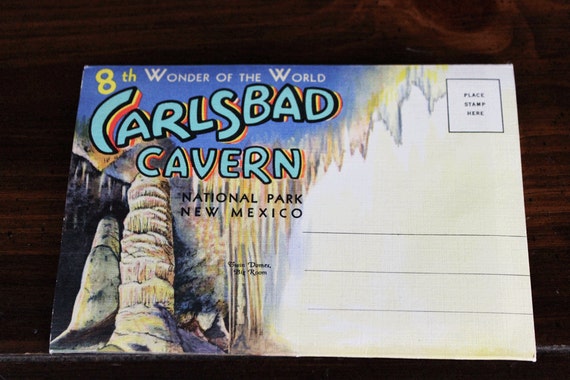 8th WONDER OF THE WORLD
CARLSBAD
CAVERN
NATIONAL PARK
NEW MEXICO
Twin Domes,
Big Room
PLACE
STAMP
HERE